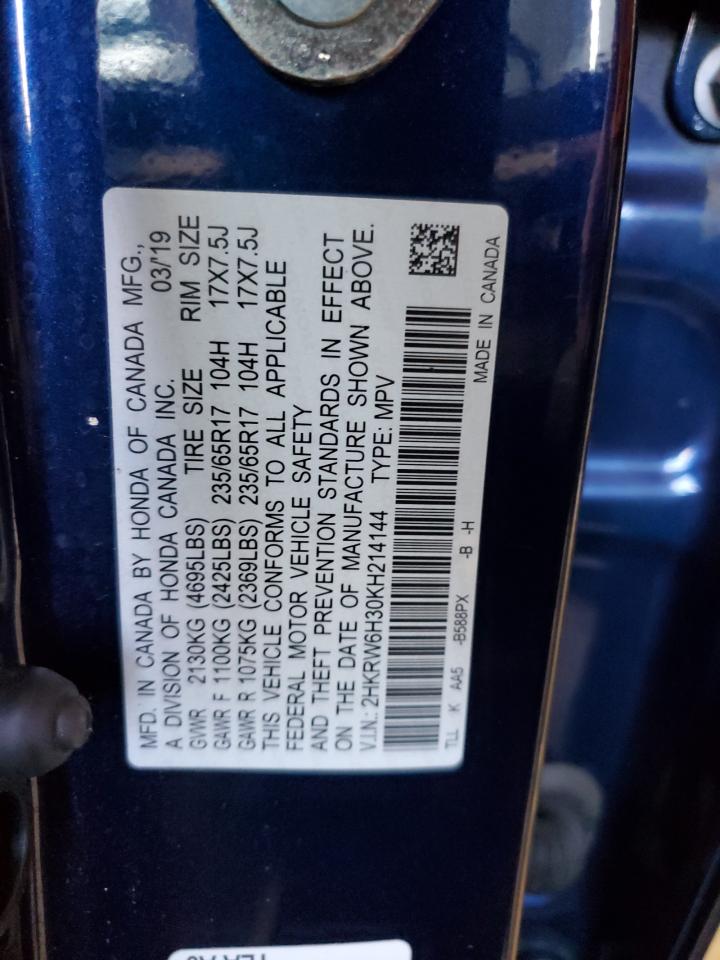 MFD. IN CANADA BY HONDA OF CANADA MFG.,
A DIVISION OF HONDA CANADA INC. 03/'19
GVWR 2130KG (4695LBS) TIRE SIZE RIM SIZE
GAWR F 1100KG (2425LBS) 235/65R17 104H 17X7.5J
GAWR R 1075KG (2369LBS) 235/65R17 104H 17X7.5J
THIS VEHICLE CONFORMS TO ALL APPLICABLE
FEDERAL MOTOR VEHICLE SAFETY
AND THEFT PREVENTION STANDARDS IN EFFECT
ON THE DATE OF MANUFACTURE SHOWN ABOVE.
V.I.N.: 2HKRW6H30KH214144 TYPE: MPV
TLL K AA5 -B588PX -B -H
MADE IN CANADA